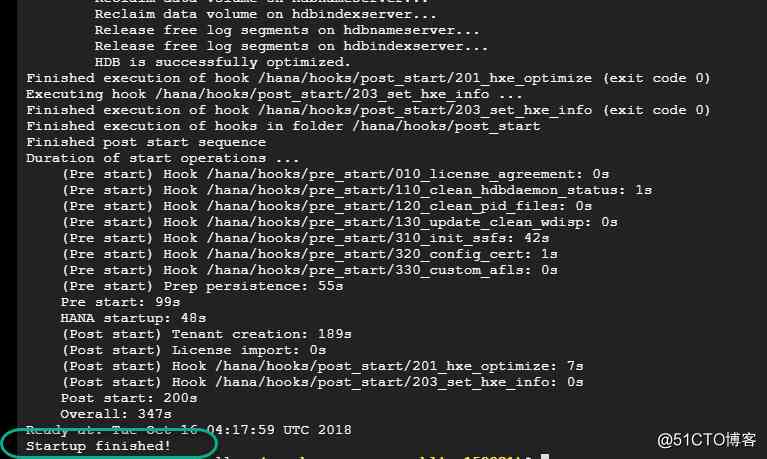 Reclaim data volume on hdbnameserver...
Reclaim data volume on hdbindexserver...
Release free log segments on hdbnameserver...
Release free log segments on hdbindexserver...
HDB is successfully optimized.
Finished execution of hook /hana/hooks/post_start/201_hxe_optimize (exit code 0)
Executing hook /hana/hooks/post_start/203_set_hxe_info ...
Finished execution of hook /hana/hooks/post_start/203_set_hxe_info (exit code 0)
Finished execution of hooks in folder /hana/hooks/post_start
Finished post start sequence
Duration of start operations ...
(Pre start) Hook /hana/hooks/pre_start/010_license_agreement: 0s
(Pre start) Hook /hana/hooks/pre_start/110_clean_hdbdaemon_status: 1s
(Pre start) Hook /hana/hooks/pre_start/120_clean_pid_files: 0s
(Pre start) Hook /hana/hooks/pre_start/130_update_clean_wdisp: 0s
(Pre start) Hook /hana/hooks/pre_start/310_init_ssfs: 42s
(Pre start) Hook /hana/hooks/pre_start/320_config_cert: 1s
(Pre start) Hook /hana/hooks/pre_start/330_custom_afls: 0s
(Pre start) Prep persistence: 55s
Pre start: 99s
HANA startup: 48s
(Post start) Tenant creation: 189s
(Post start) License import: 0s
(Post start) Hook /hana/hooks/post_start/201_hxe_optimize: 7s
(Post start) Hook /hana/hooks/post_start/203_set_hxe_info: 0s
Post start: 200s
Overall: 347s
Ready at: Tue Oct 16 04:17:59 UTC 2018
Startup finished!
@51CTO博客